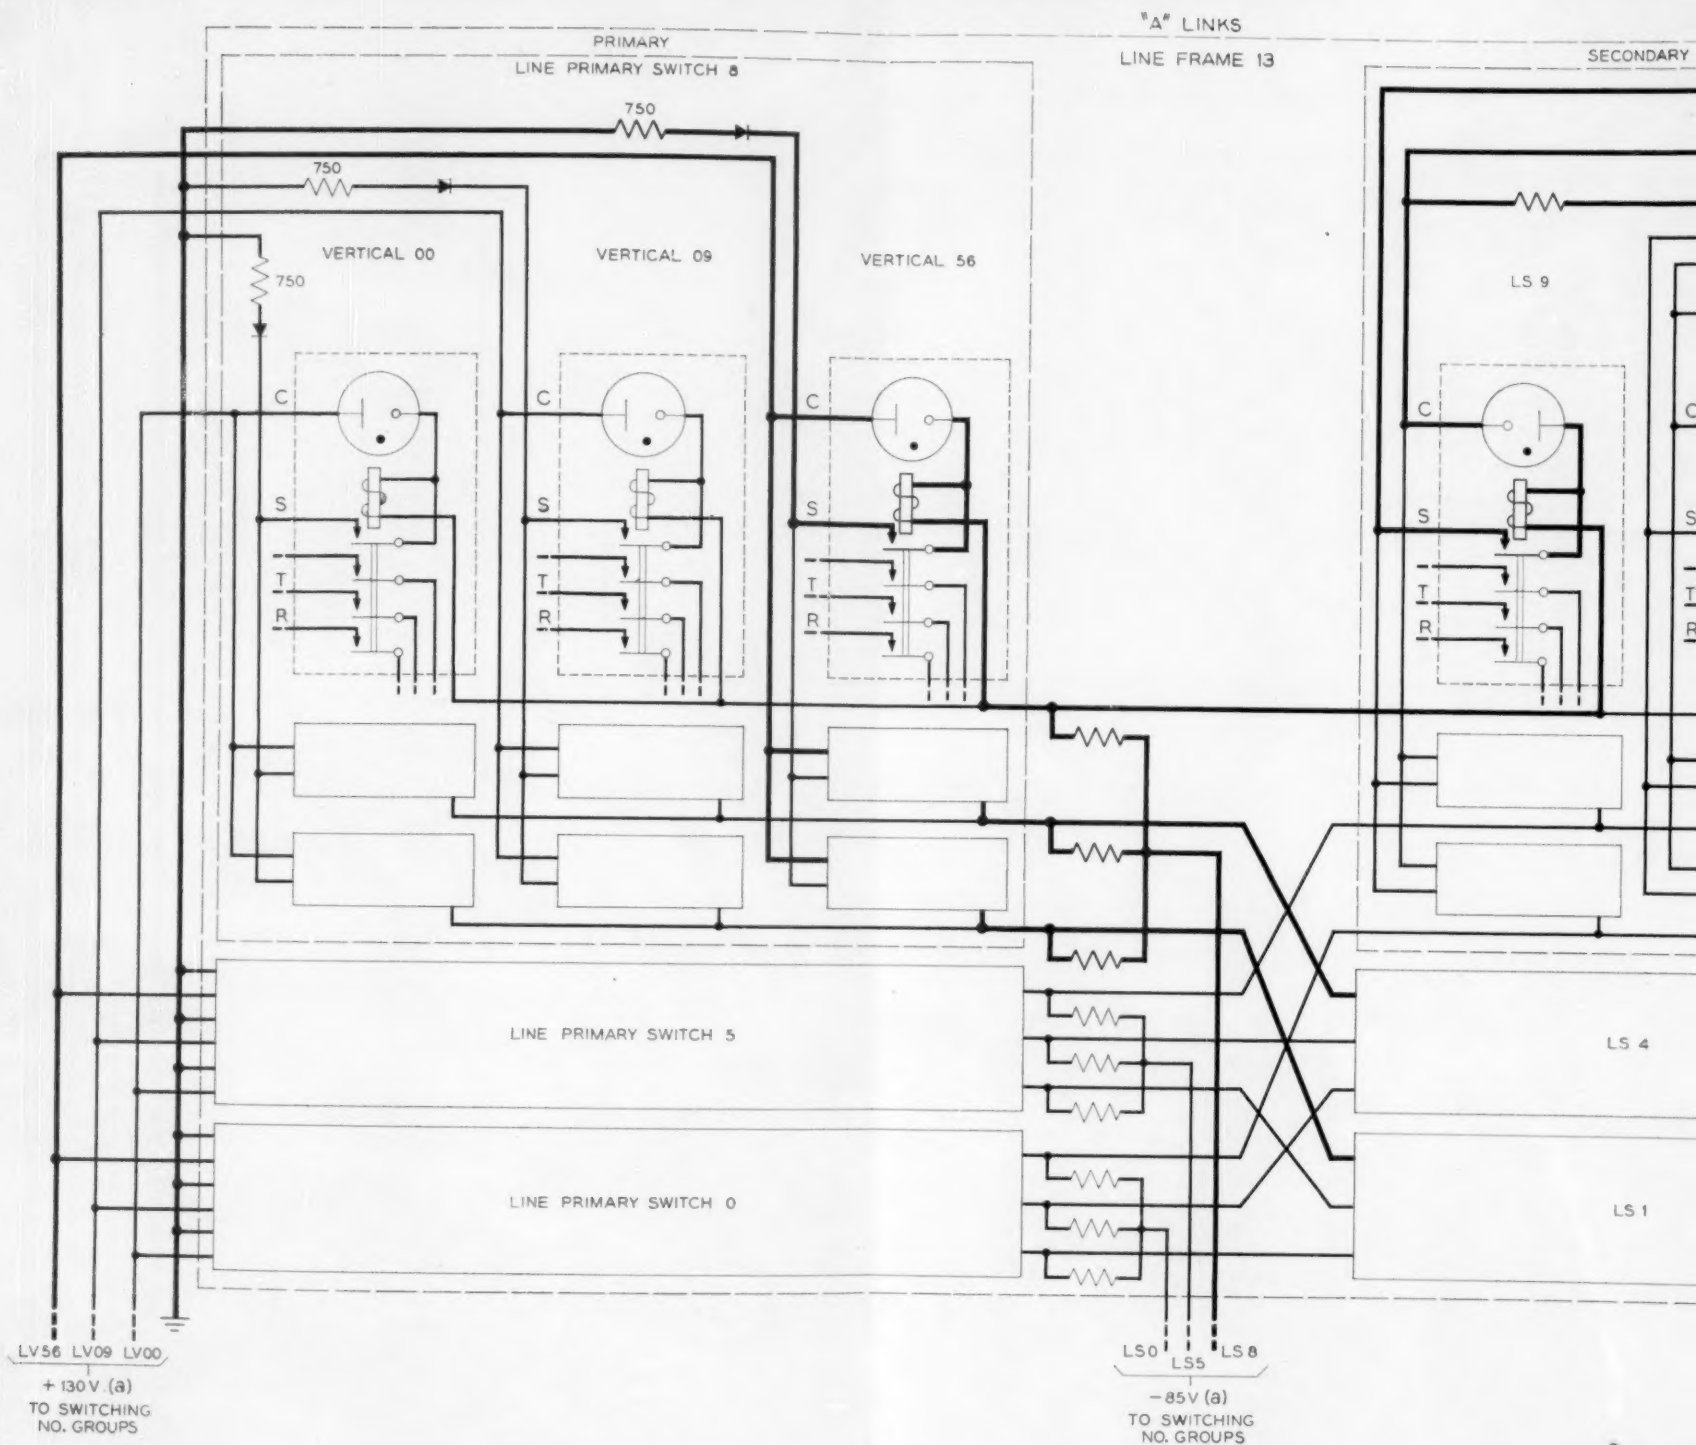 "A" LINKS
PRIMARY
LINE FRAME 13
SECONDARY
LINE PRIMARY SWITCH 8
750
750
750
VERTICAL 00
VERTICAL 09
VERTICAL 56
LS 9
C
C
C
C
C
S
S
S
S
S
T
T
T
T
T
R
R
R
R
R
LINE PRIMARY SWITCH 5
LS 4
LINE PRIMARY SWITCH 0
LS 1
LV56 LV09 LV00
+130V.(a)
TO SWITCHING
NO. GROUPS
LS0 LS5 LS8
-85V (a)
TO SWITCHING
NO. GROUPS